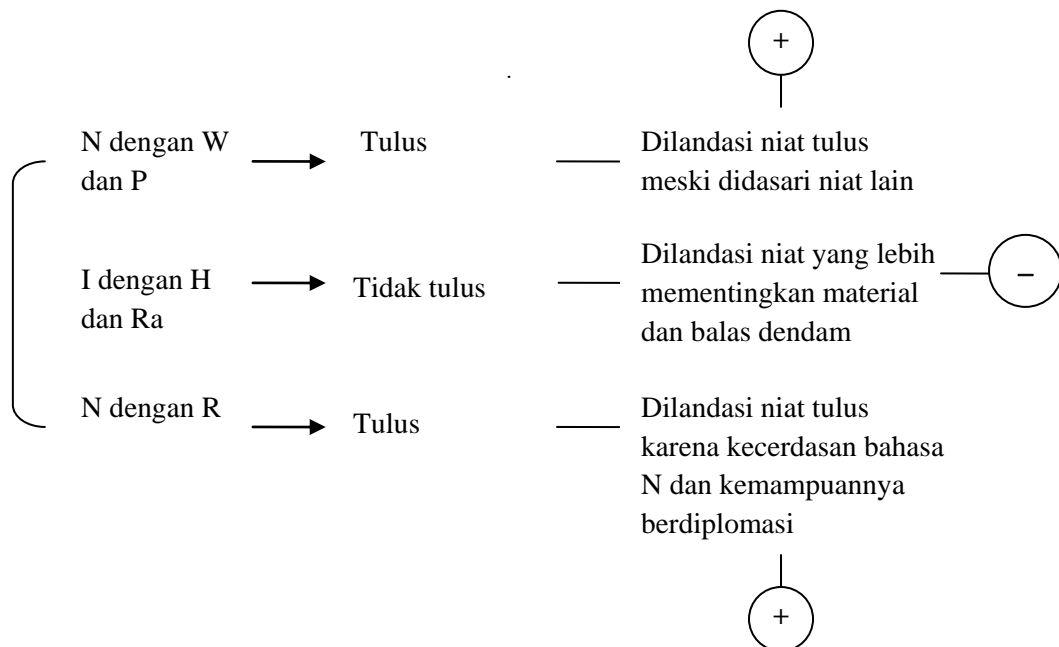 +
N dengan W
dan P
Tulus
Dilandasi niat tulus
meski didasari niat lain
I dengan H
dan Ra
Tidak tulus
Dilandasi niat yang lebih
mementingkan material
dan balas dendam
–
N dengan R
Tulus
Dilandasi niat tulus
karena kecerdasan bahasa
N dan kemampuannya
berdiplomasi
+